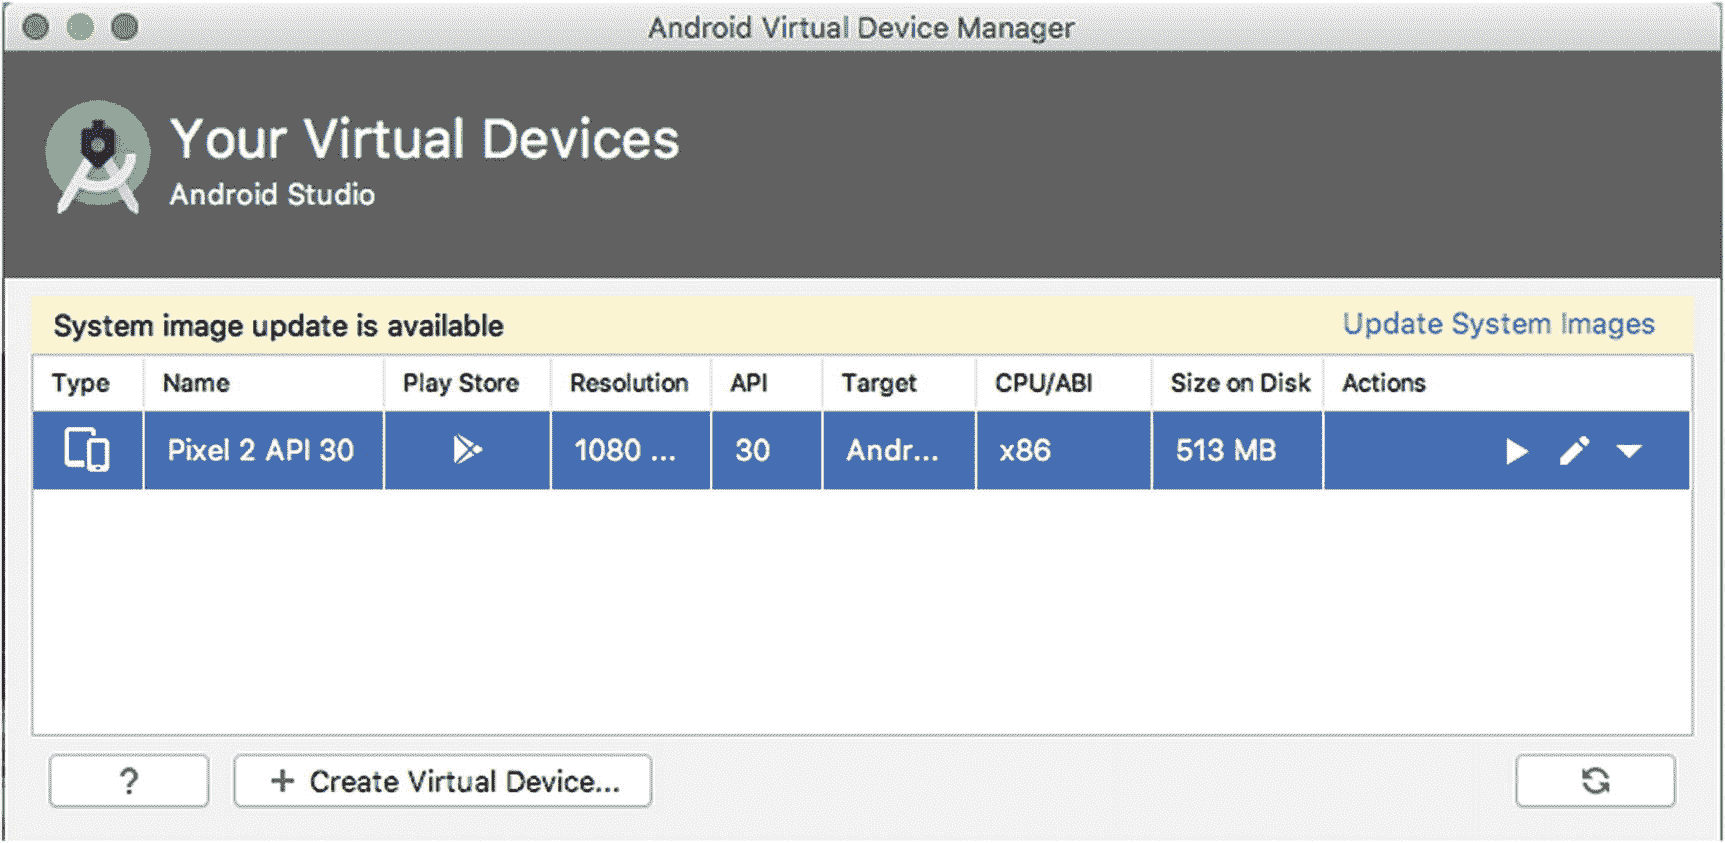 Android Virtual Device Manager
Your Virtual Devices
Android Studio
System image update is available Update System Images
Type Name Play Store Resolution API Target CPU/ABI Size on Disk Actions
Pixel 2 API 30 1080 ... 30 Andr... x86 513 MB
? + Create Virtual Device...